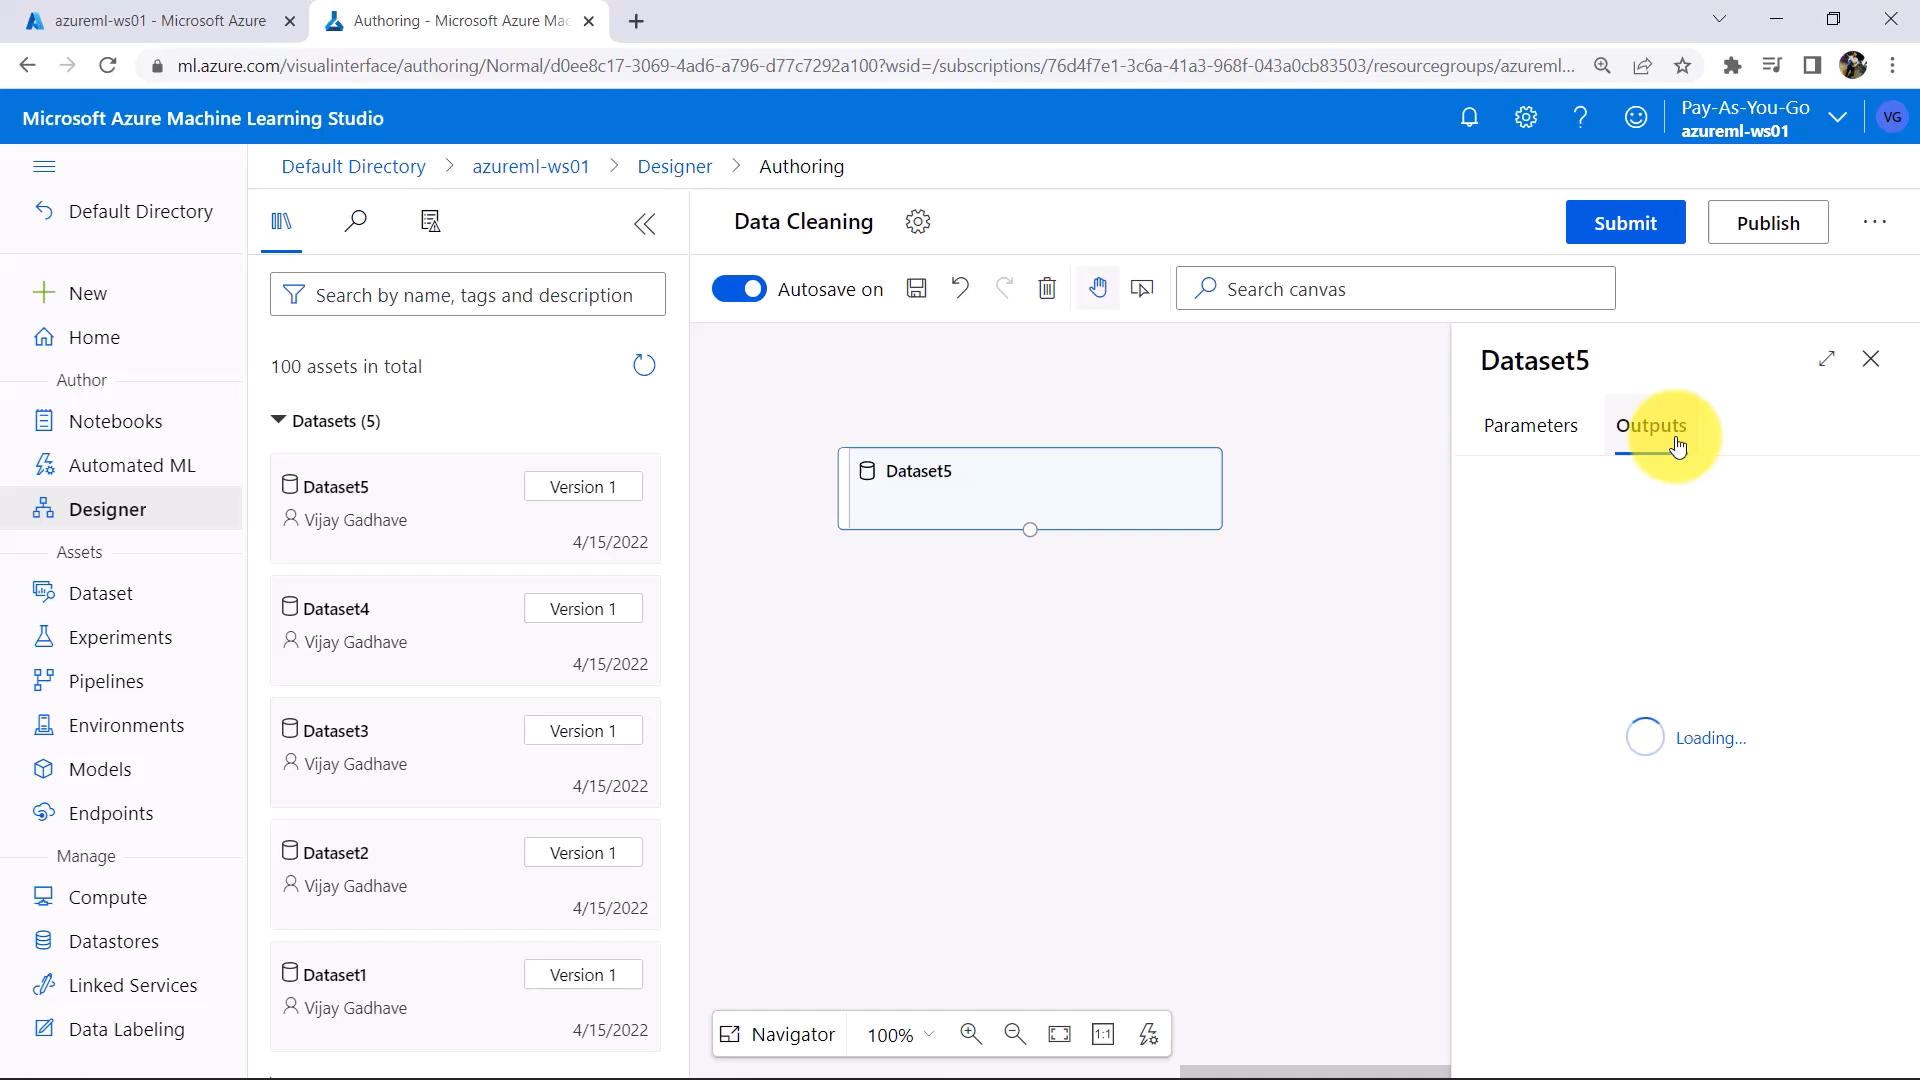 azureml-ws01 - Microsoft Azure
Authoring - Microsoft Azure Mac
ml.azure.com/visualinterface/authoring/Normal/d0ee8c17-3069-4ad6-a796-d77c7292a100?wsid=/subscriptions/76d4f7e1-3c6a-41a3-968f-043a0cb83503/resourcegroups/azureml...
Microsoft Azure Machine Learning Studio
Pay-As-You-Go
azureml-ws01
VG
Default Directory
New
Home
Author
Notebooks
Automated ML
Designer
Assets
Dataset
Experiments
Pipelines
Environments
Models
Endpoints
Manage
Compute
Datastores
Linked Services
Data Labeling
Default Directory > azureml-ws01 > Designer > Authoring
Search by name, tags and description
100 assets in total
Datasets (5)
Dataset5 Version 1
Vijay Gadhave
4/15/2022
Dataset4 Version 1
Vijay Gadhave
4/15/2022
Dataset3 Version 1
Vijay Gadhave
4/15/2022
Dataset2 Version 1
Vijay Gadhave
4/15/2022
Dataset1 Version 1
Vijay Gadhave
4/15/2022
Data Cleaning
Submit
Publish
Autosave on
Search canvas
Dataset5
Navigator
100%
1:1
Dataset5
Parameters
Outputs
Loading...